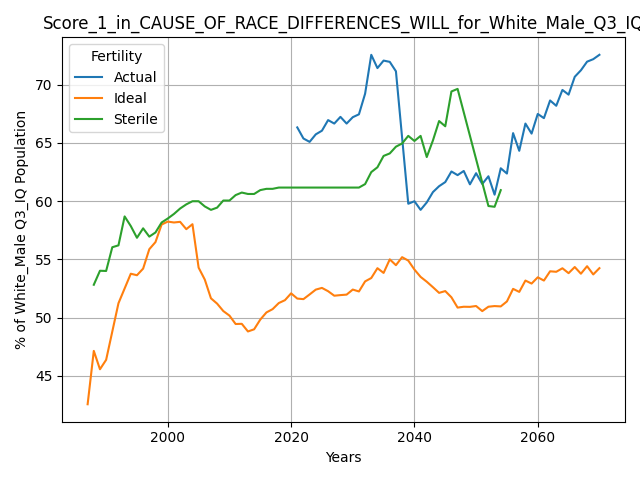 Score_1_in_CAUSE_OF_RACE_DIFFERENCES_WILL_for_White_Male_Q3_IQ
Fertility
Actual
Ideal
Sterile
% of White_Male Q3_IQ Population
70
65
60
55
50
45
2000 2020 2040 2060
Years